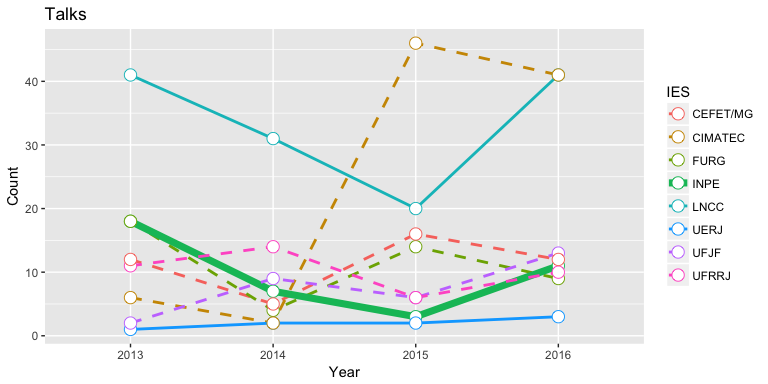 Talks
Count
40
30
20
10
0
2013
2014
2015
2016
Year
IES
CEFET/MG
CIMATEC
FURG
INPE
LNCC
UERJ
UFJF
UFRRJ